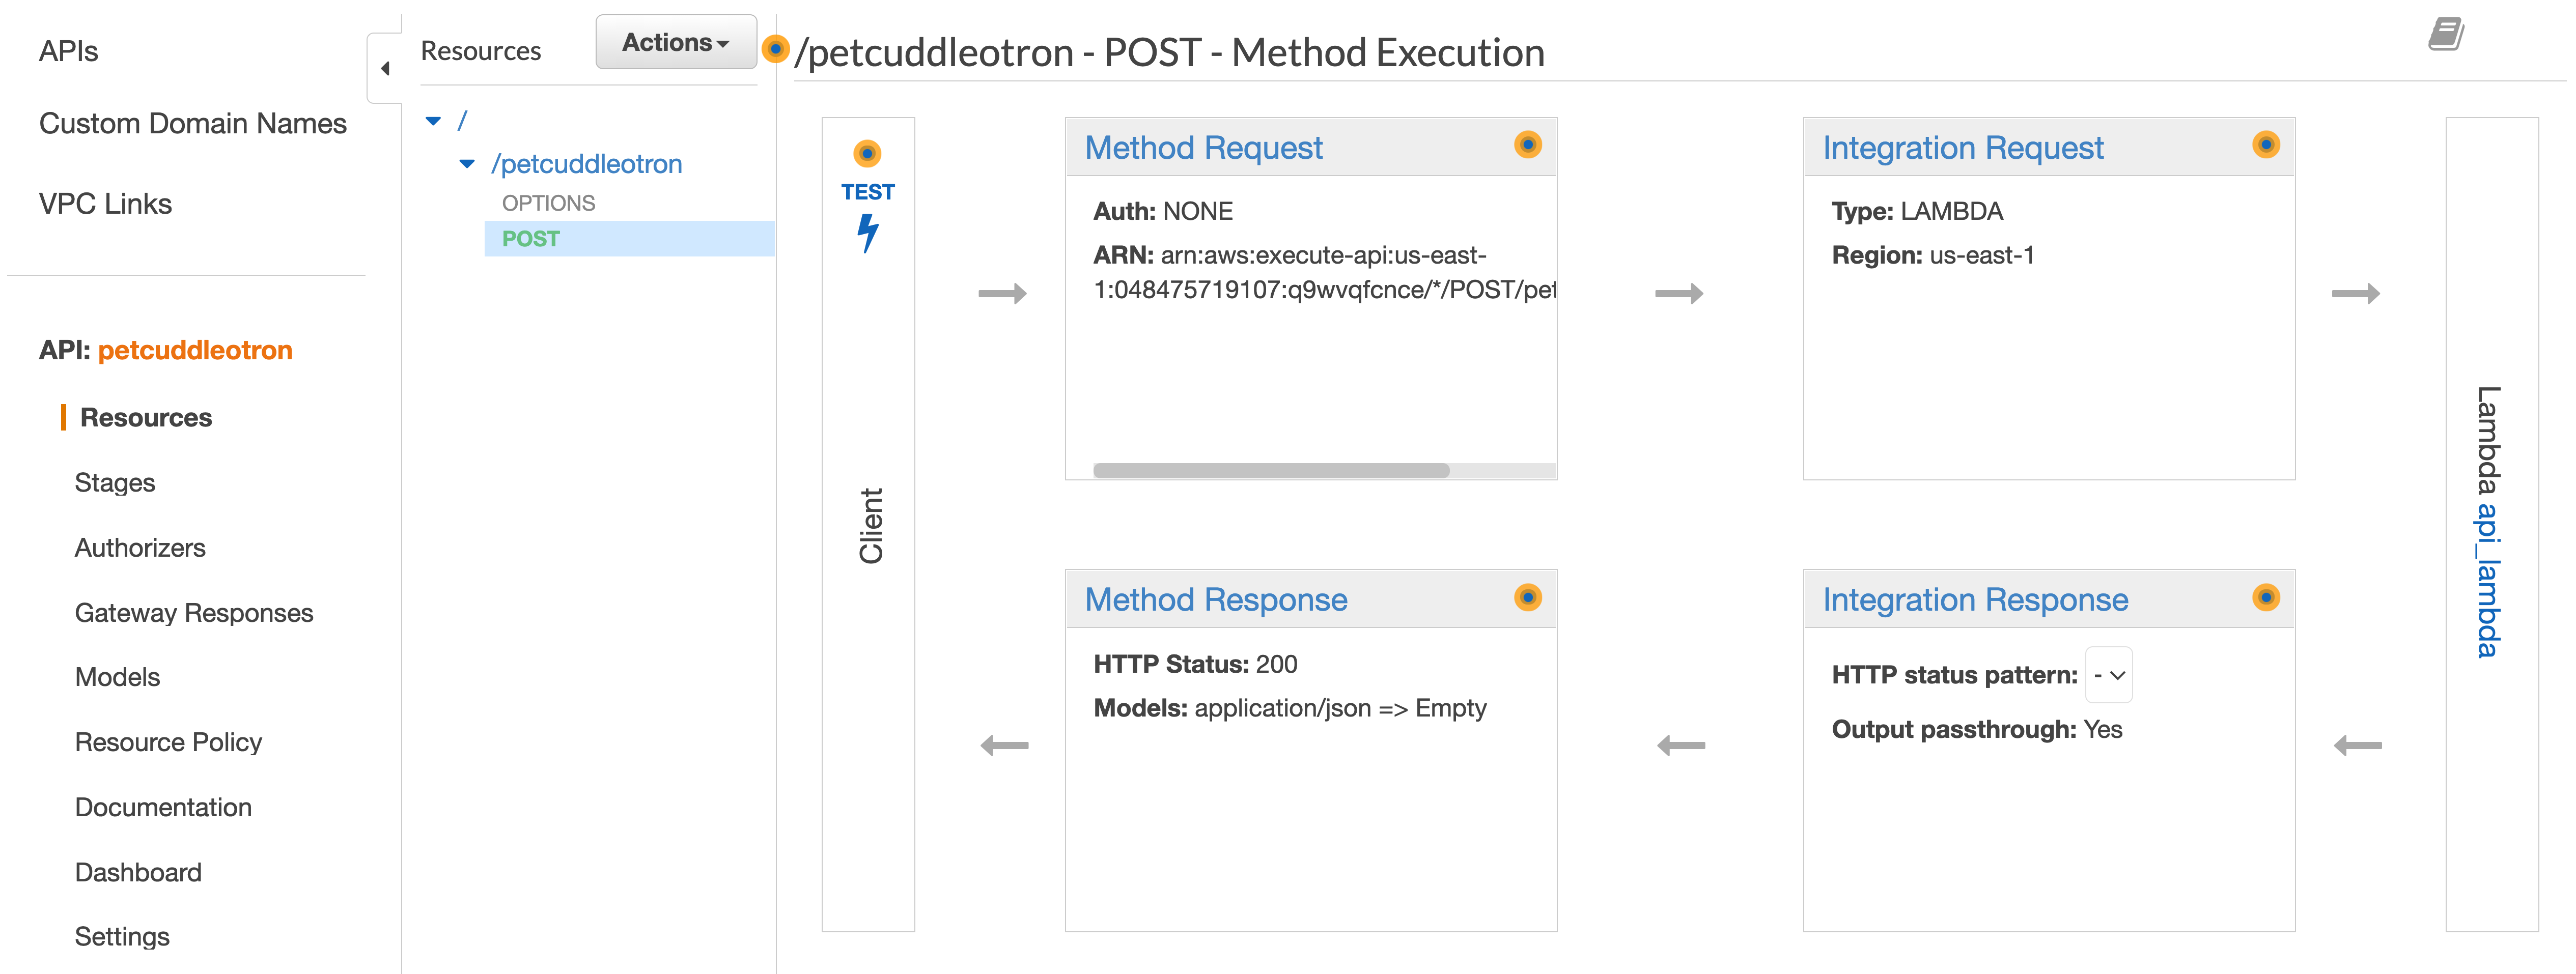 APIs
Custom Domain Names
VPC Links
API: petcuddleotron
Resources
Stages
Authorizers
Gateway Responses
Models
Resource Policy
Documentation
Dashboard
Settings
Resources
Actions
/
/petcuddleotron
OPTIONS
POST
/petcuddleotron - POST - Method Execution
TEST
Client
Method Request
Auth: NONE
ARN: arn:aws:execute-api:us-east-
1:048475719107:q9wvqfcnce/*/POST/pet
Integration Request
Type: LAMBDA
Region: us-east-1
Lambda api_lambda
Method Response
HTTP Status: 200
Models: application/json => Empty
Integration Response
HTTP status pattern: -
Output passthrough: Yes